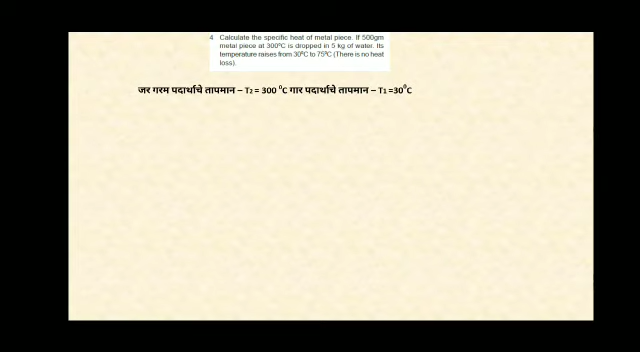 4 Calculate the specific heat of metal piece. If 500gm
metal piece at 300°C is dropped in 5 kg of water. Its
temperature raises from 30°C to 75°C (There is no heat
loss).
जर गरम पदार्थाचे तापमान – T₂ = 300 ⁰C गार पदार्थाचे तापमान – T₁ =30⁰C